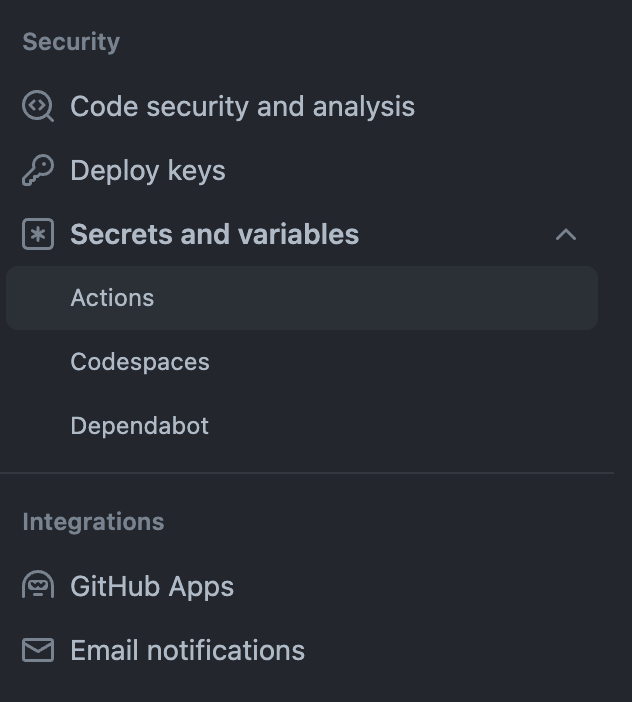 Security
Code security and analysis
Deploy keys
Secrets and variables
Actions
Codespaces
Dependabot
Integrations
GitHub Apps
Email notifications